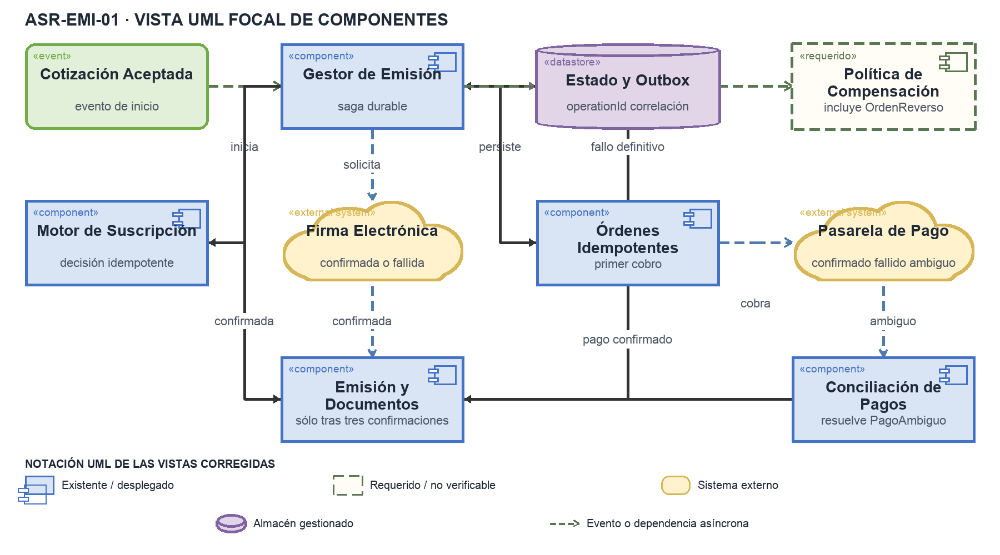 ASR-EMI-01 · VISTA UML FOCAL DE COMPONENTES
«event»
Cotización Aceptada
evento de inicio
«component»
Gestor de Emisión
saga durable
«datastore»
Estado y Outbox
operationId correlación
«requerido»
Política de
Compensación
incluye OrdenReverso
inicia
solicita
persiste
fallo definitivo
«component»
Motor de Suscripción
decisión idempotente
«external system»
Firma Electrónica
confirmada o fallida
«component»
Órdenes
Idempotentes
primer cobro
«external system»
Pasarela de Pago
confirmado fallido ambiguo
cobra
confirmada
confirmada
pago confirmado
ambiguo
«component»
Emisión y
Documentos
sólo tras tres confirmaciones
«component»
Conciliación de
Pagos
resuelve PagoAmbiguo
NOTACIÓN UML DE LAS VISTAS CORREGIDAS
Existente / desplegado
Requerido / no verificable
Sistema externo
Almacén gestionado
Evento o dependencia asíncrona